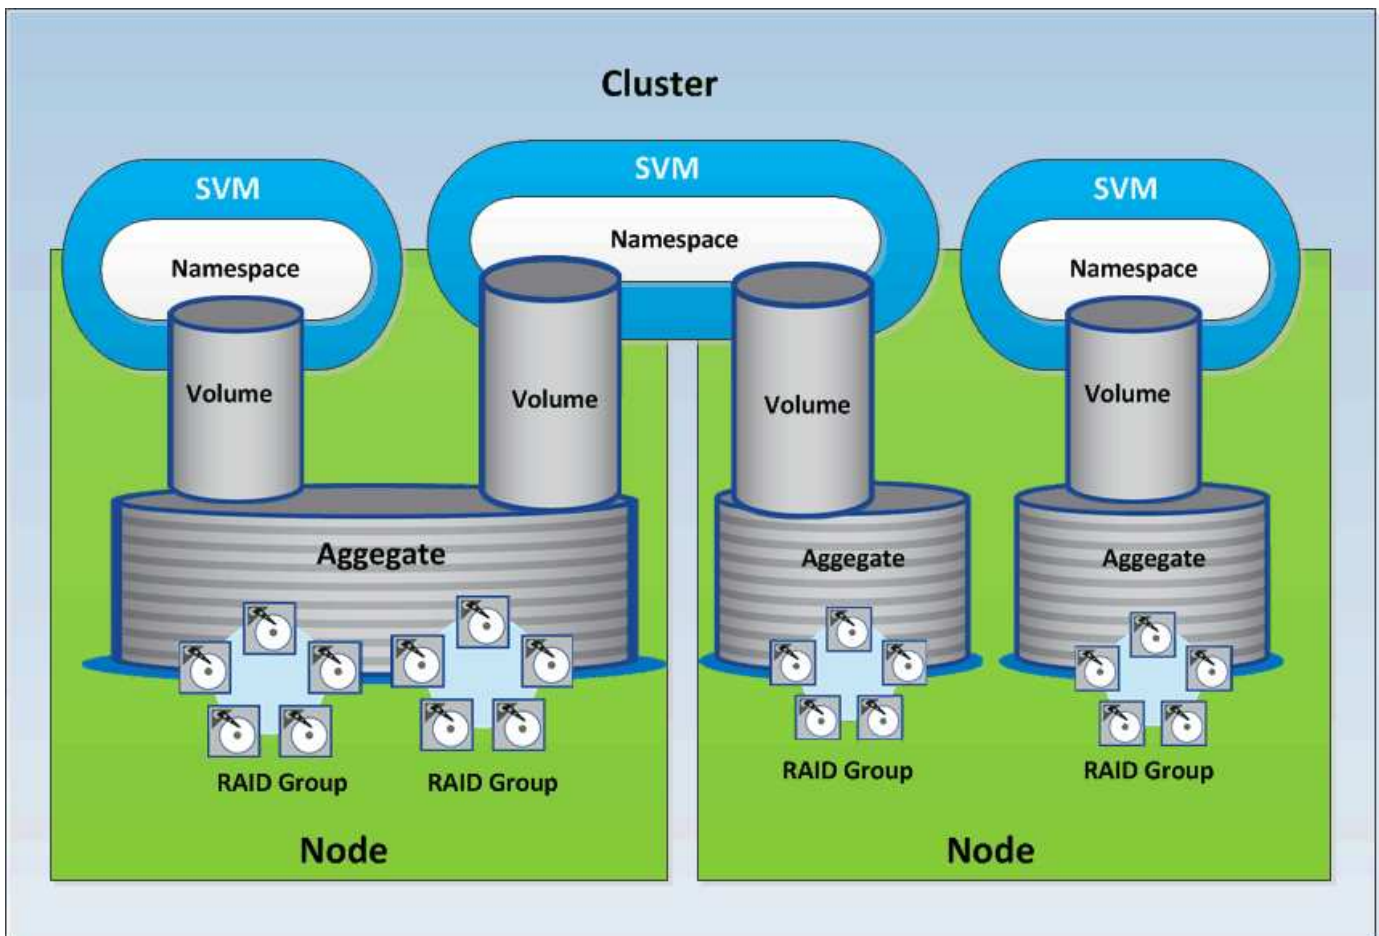 Cluster
SVM
SVM
SVM
Namespace
Namespace
Namespace
Volume
Volume
Volume
Volume
Aggegate
Aggegate
Aggegate
RAID Group
RAID Group
RAID Group
RAID Group
Node
Node